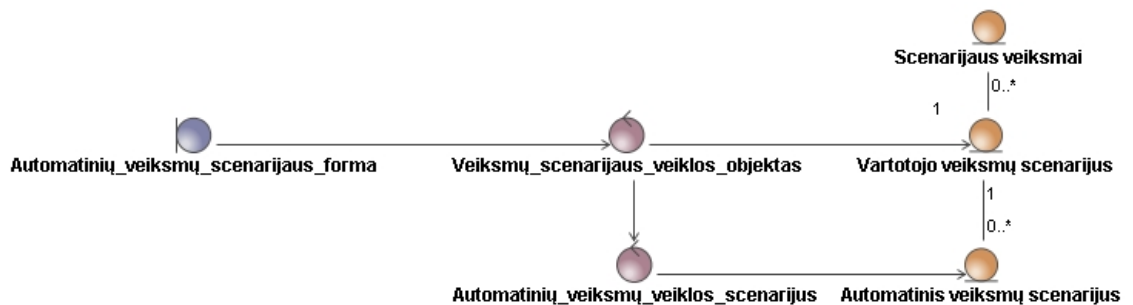 Scenarijaus veiksmai
0..*
1
Automatinių_veiksmų_scenarijaus_forma
Veiksmų_scenarijaus_veiklos_objektas
Vartotojo veiksmų scenarijus
1
0..*
Automatinių_veiksmų_veiklos_scenarijus
Automatinis veiksmų scenarijus